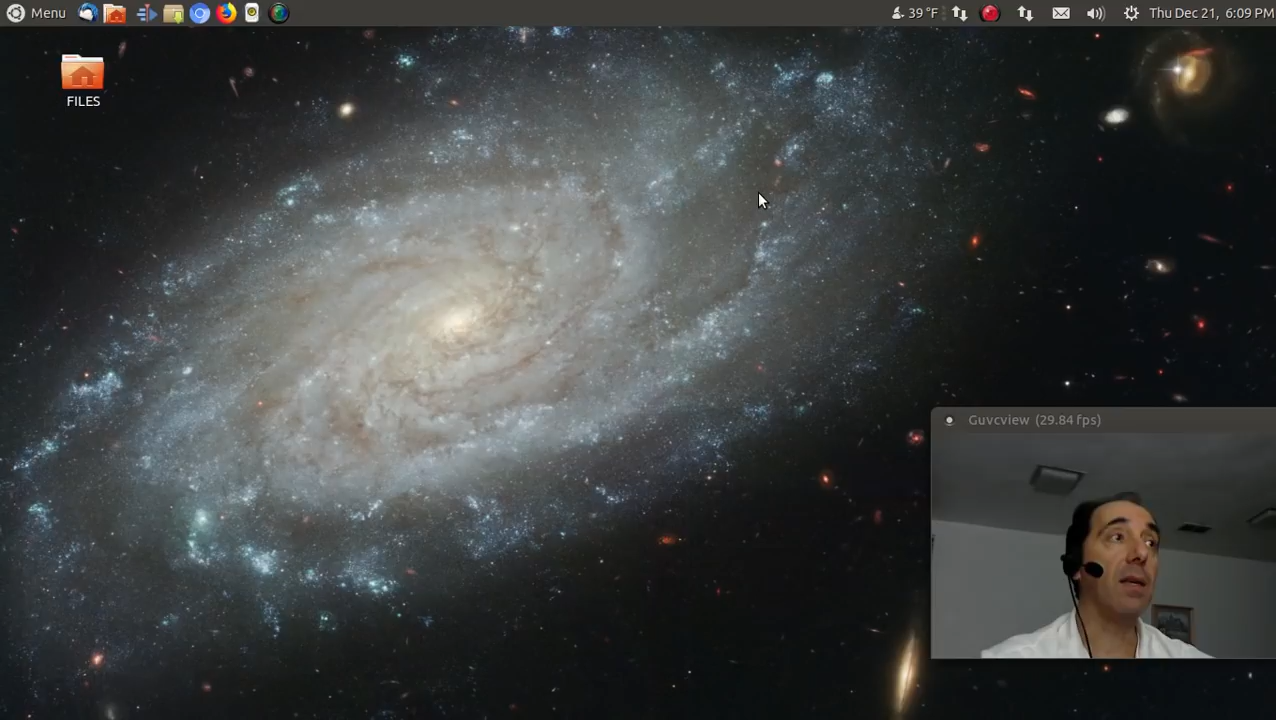 Menu
39 °F
Thu Dec 21, 6:09 PM
FILES
Guvcview (29.84 fps)